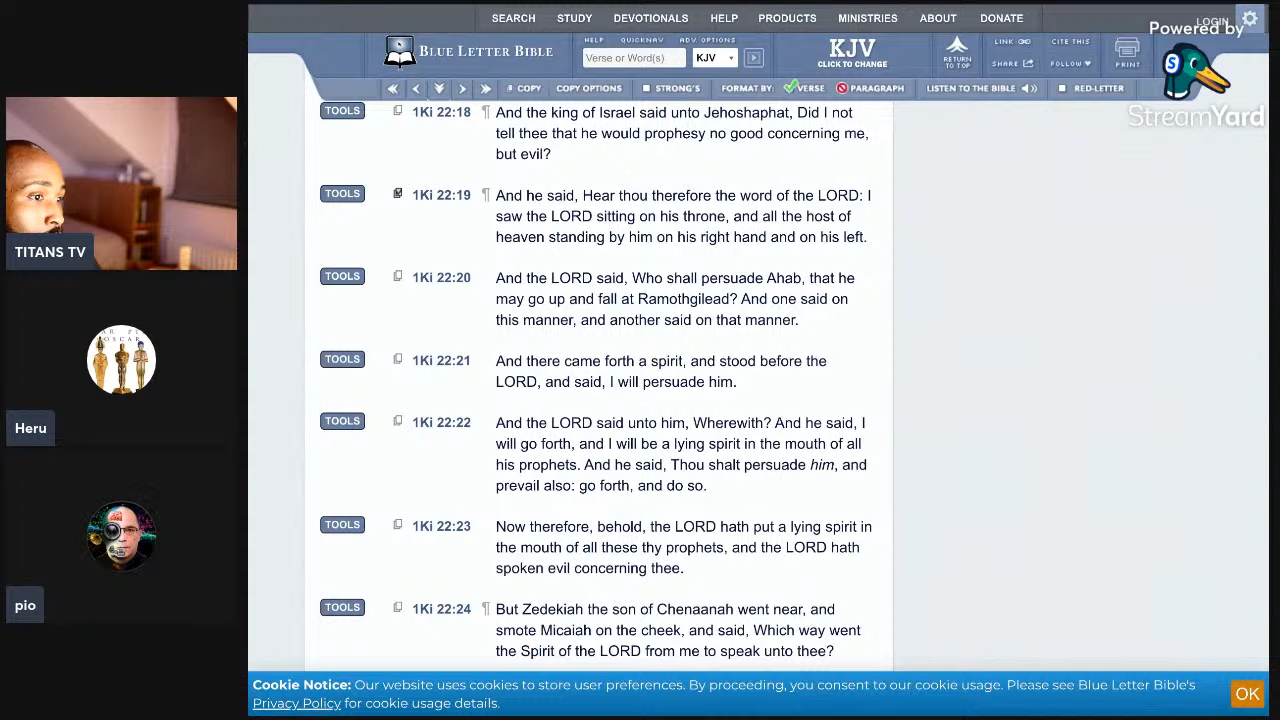 SEARCH STUDY DEVOTIONALS HELP PRODUCTS MINISTRIES ABOUT DONATE LOGIN
Powered by
StreamYard
BLUE LETTER BIBLE
HELP QUICKNAV ADV. OPTIONS
Verse or Word(s) KJV
KJV
CLICK TO CHANGE
RETURN
TO TOP
LINK CITE THIS
SHARE FOLLOW
PRINT
COPY COPY OPTIONS STRONG'S FORMAT BY: VERSE PARAGRAPH LISTEN TO THE BIBLE RED-LETTER
TOOLS 1Ki 22:18 ¶ And the king of Israel said unto Jehoshaphat, Did I not
tell thee that he would prophesy no good concerning me,
but evil?
TOOLS 1Ki 22:19 ¶ And he said, Hear thou therefore the word of the LORD: I
saw the LORD sitting on his throne, and all the host of
heaven standing by him on his right hand and on his left.
TOOLS 1Ki 22:20 And the LORD said, Who shall persuade Ahab, that he
may go up and fall at Ramothgilead? And one said on
this manner, and another said on that manner.
TOOLS 1Ki 22:21 And there came forth a spirit, and stood before the
LORD, and said, I will persuade him.
TOOLS 1Ki 22:22 And the LORD said unto him, Wherewith? And he said, I
will go forth, and I will be a lying spirit in the mouth of all
his prophets. And he said, Thou shalt persuade him, and
prevail also: go forth, and do so.
TOOLS 1Ki 22:23 Now therefore, behold, the LORD hath put a lying spirit in
the mouth of all these thy prophets, and the LORD hath
spoken evil concerning thee.
TOOLS 1Ki 22:24 ¶ But Zedekiah the son of Chenaanah went near, and
smote Micaiah on the cheek, and said, Which way went
the Spirit of the LORD from me to speak unto thee?
Cookie Notice: Our website uses cookies to store user preferences. By proceeding, you consent to our cookie usage. Please see Blue Letter Bible's
Privacy Policy for cookie usage details.
OK
TITANS TV
OSCAR
Heru
pio